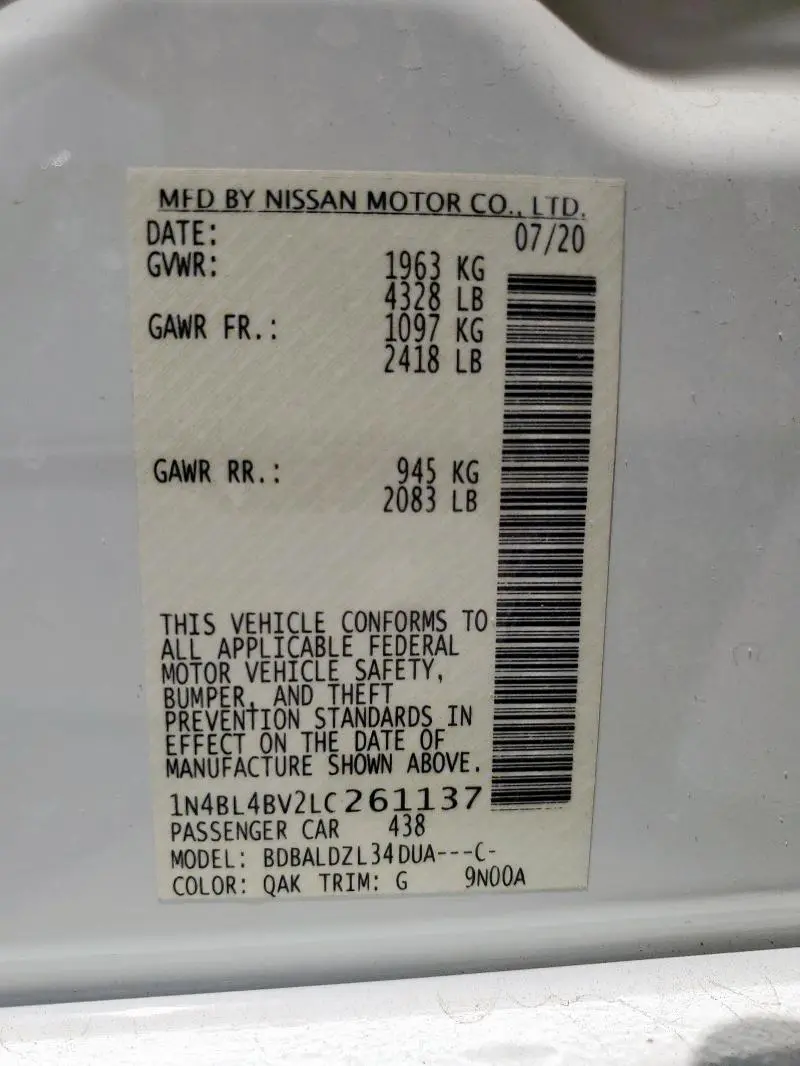 MFD BY NISSAN MOTOR CO., LTD.
DATE: 07/20
GVWR: 1963 KG
4328 LB
GAWR FR.: 1097 KG
2418 LB
GAWR RR.: 945 KG
2083 LB
THIS VEHICLE CONFORMS TO
ALL APPLICABLE FEDERAL
MOTOR VEHICLE SAFETY,
BUMPER, AND THEFT
PREVENTION STANDARDS IN
EFFECT ON THE DATE OF
MANUFACTURE SHOWN ABOVE.
1N4BL4BV2LC261137
PASSENGER CAR 438
MODEL: BDBALDZL34DUA---C-
COLOR: QAK TRIM: G 9N00A